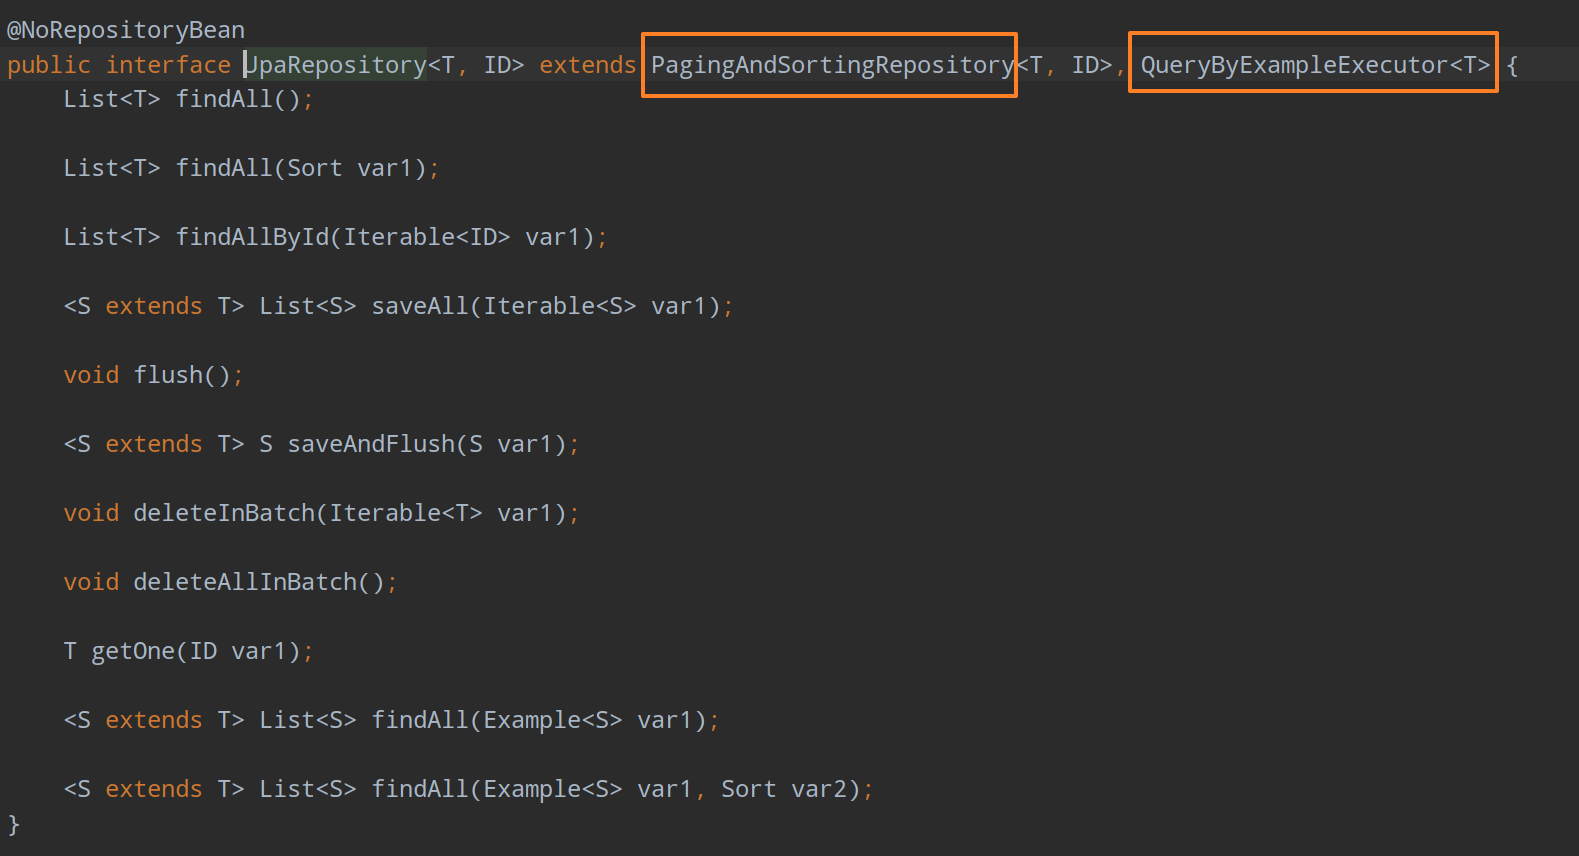 @NoRepositoryBean
public interface JpaRepository<T, ID> extends PagingAndSortingRepository<T, ID>, QueryByExampleExecutor<T> {
List<T> findAll();
List<T> findAll(Sort var1);
List<T> findAllById(Iterable<ID> var1);
<S extends T> List<S> saveAll(Iterable<S> var1);
void flush();
<S extends T> S saveAndFlush(S var1);
void deleteInBatch(Iterable<T> var1);
void deleteAllInBatch();
T getOne(ID var1);
<S extends T> List<S> findAll(Example<S> var1);
<S extends T> List<S> findAll(Example<S> var1, Sort var2);
}